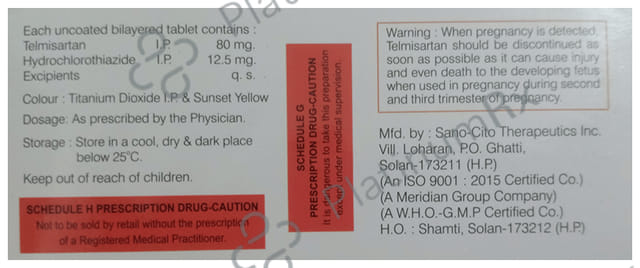 Each uncoated bilayered tablet contains :
Telmisartan I.P. 80 mg.
Hydrochlorothiazide I.P. 12.5 mg.
Excipients q. s.
Colour : Titanium Dioxide I.P. & Sunset Yellow
Dosage: As prescribed by the Physician.
Storage : Store in a cool, dry & dark place
below 25°C.
Keep out of reach of children.
SCHEDULE H PRESCRIPTION DRUG-CAUTION
Not to be sold by retail without the prescription
of a Registered Medical Practitioner.
SCHEDULE G
PRESCRIPTION DRUG-CAUTION
It is dangerous to take this preparation
except under medical supervision.
Warning : When pregnancy is detected,
Telmisartan should be discontinued as
soon as possible as it can cause injury
and even death to the developing fetus
when used in pregnancy during second
and third trimester of pregnancy.
Mfd. by : Sano-Cito Therapeutics Inc.
Vill. Loharan, P.O. Ghatti,
Solan-173211 (H.P.)
(An ISO 9001 : 2015 Certified Co.)
(A Meridian Group Company)
(A W.H.O.-G.M.P Certified Co.)
H.O. : Shamti, Solan-173212 (H.P.)
PlatinumRx